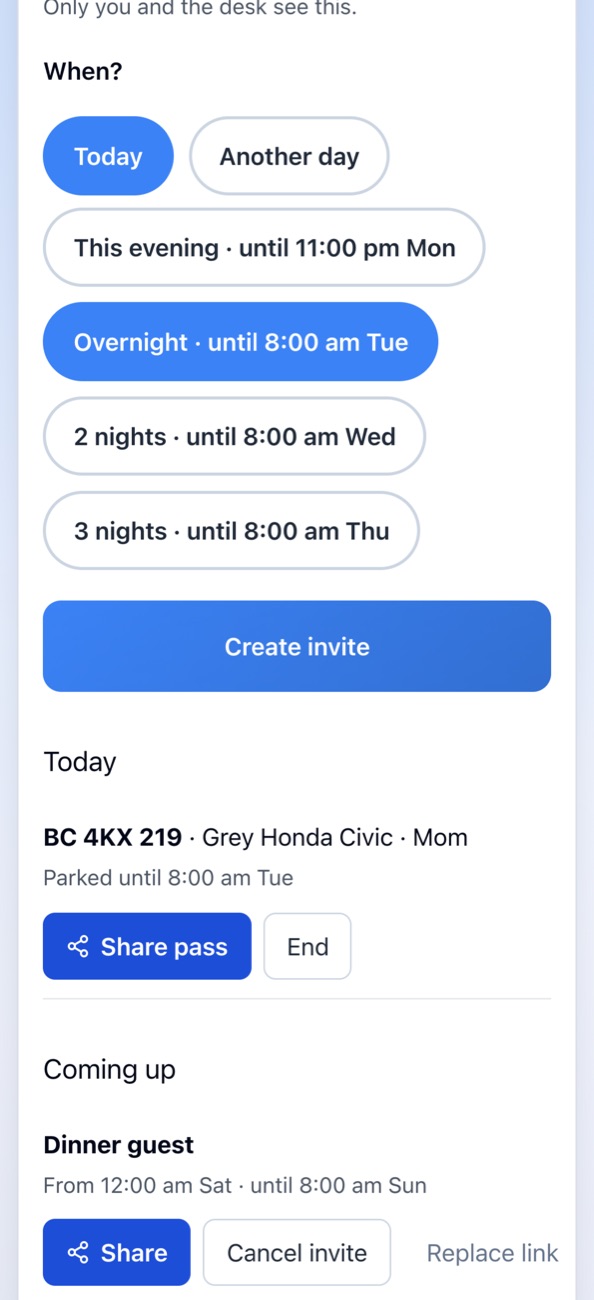 Only you and the desk see this.
When?
Today
Another day
This evening · until 11:00 pm Mon
Overnight · until 8:00 am Tue
2 nights · until 8:00 am Wed
3 nights · until 8:00 am Thu
Create invite
Today
BC 4KX 219 · Grey Honda Civic · Mom
Parked until 8:00 am Tue
Share pass
End
Coming up
Dinner guest
From 12:00 am Sat · until 8:00 am Sun
Share
Cancel invite
Replace link